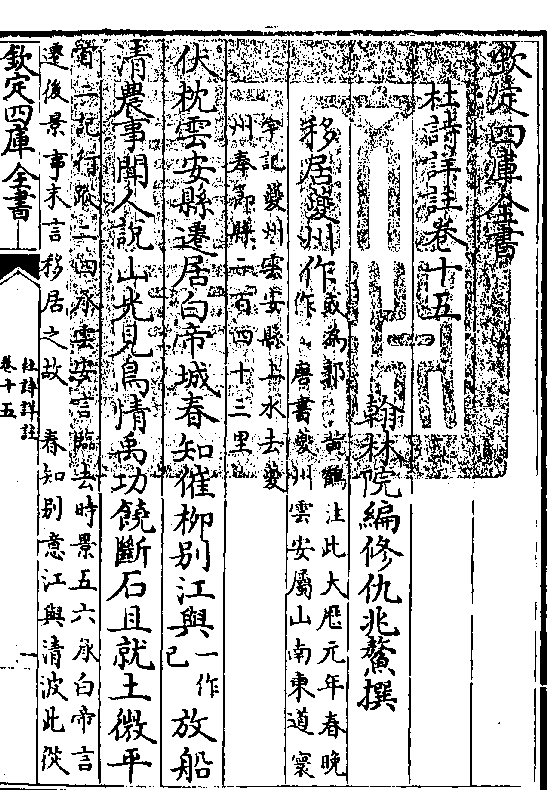 欽定四庫全書
杜詩詳註卷十五
翰林院編修仇兆鰲撰
移居夔州作或為郭
黃鶴注此大厯元年春晚
作唐書夔州雲安屬山南東道寰
宇記夔州雲安縣上水去夔
州奉節縣二百四十三里
伏枕雲安縣遷居白帝城春知催柳别江與一作已放船
清農事聞人説山光見鳥情禹功饒斷石且就土微平
首二記行蹤三四承雲安言臨去時景五六承白帝言
遷後景事末言移居之故 春知别意江與清波此從
欽定四庫全書
杜詩詳註
卷十五
一